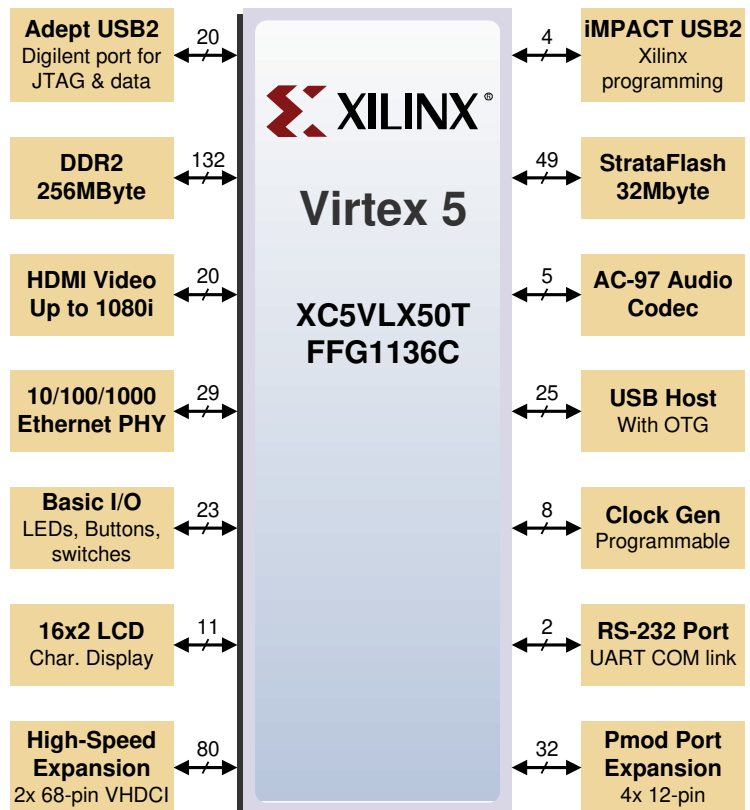 Adept USB2
Digilent port for
JTAG & data
20
DDR2
256MByte
132
HDMI Video
Up to 1080i
20
10/100/1000
Ethernet PHY
29
Basic I/O
LEDs, Buttons,
switches
23
16x2 LCD
Char. Display
11
High-Speed
Expansion
2x 68-pin VHDCI
80
XILINX®
Virtex 5
XC5VLX50T
FFG1136C
4
iMPACT USB2
Xilinx
programming
49
StrataFlash
32Mbyte
5
AC-97 Audio
Codec
25
USB Host
With OTG
8
Clock Gen
Programmable
2
RS-232 Port
UART COM link
32
Pmod Port
Expansion
4x 12-pin